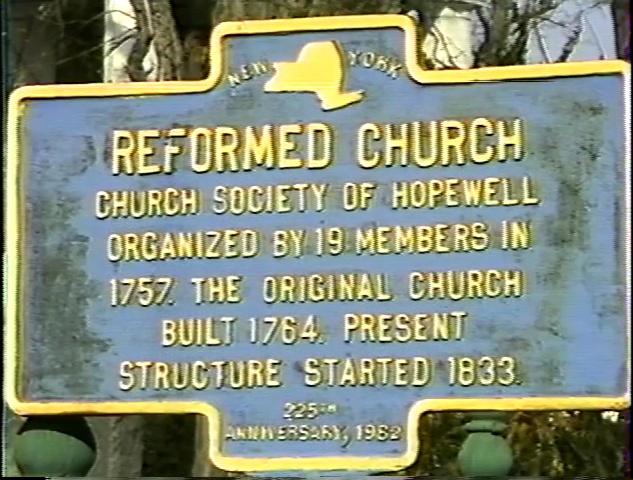 NEW YORK
REFORMED CHURCH
CHURCH SOCIETY OF HOPEWELL
ORGANIZED BY 19 MEMBERS IN
1757. THE ORIGINAL CHURCH
BUILT 1764. PRESENT
STRUCTURE STARTED 1833.
225TH
ANNIVERSARY, 1982